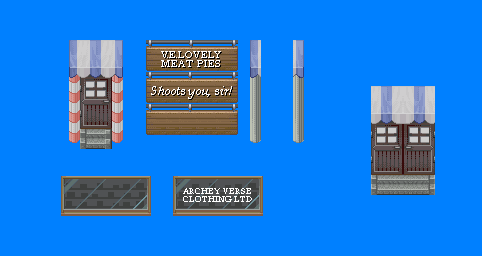 VE.LOVELY
MEAT PIES
Shoots you, sir!
ARCHEY VERSE
CLOTHING LTD